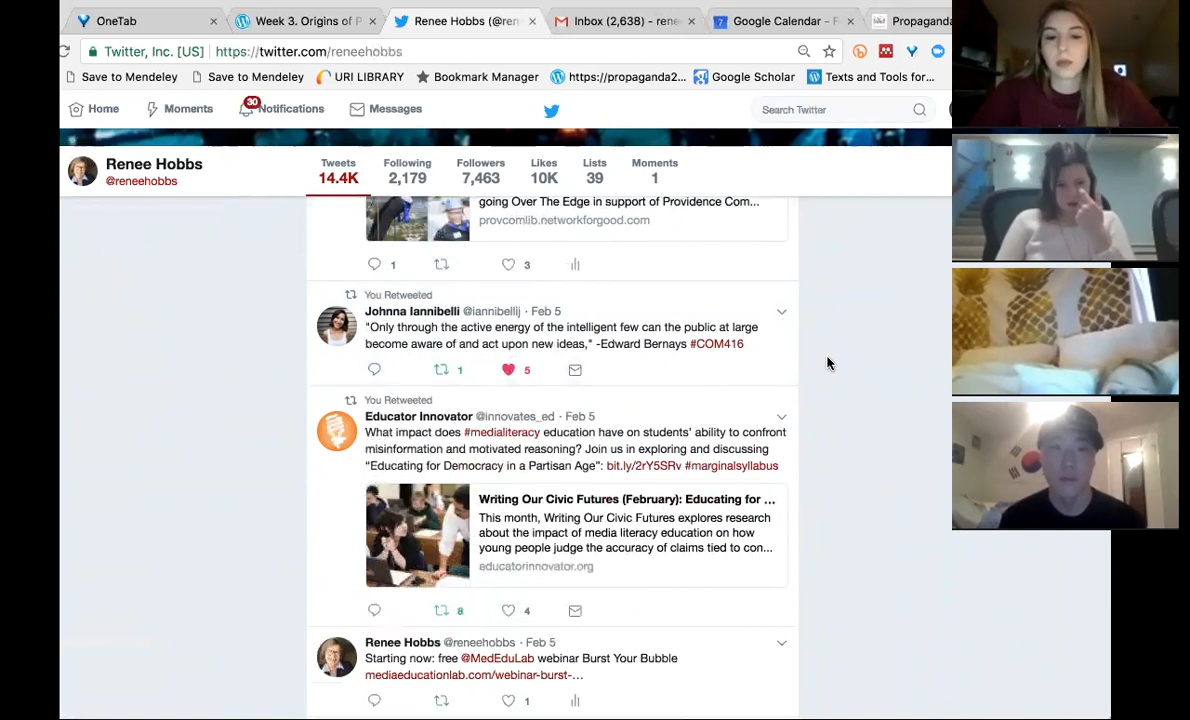 OneTab
Week 3. Origins of P
Renee Hobbs (@ren
Inbox (2,638) - rene
Google Calendar - F
Propaganda
Twitter, Inc. [US] https://twitter.com/reneehobbs
Save to Mendeley Save to Mendeley URI LIBRARY Bookmark Manager https://propaganda2... Google Scholar Texts and Tools for...
Home Moments 30 Notifications Messages Search Twitter
Renee Hobbs
@reneehobbs
Tweets Following Followers Likes Lists Moments
14.4K 2,179 7,463 10K 39 1
going Over The Edge in support of Providence Com...
provcomlib.networkforgood.com
1 3
You Retweeted
Johnna Iannibelli @iannibellij · Feb 5
"Only through the active energy of the intelligent few can the public at large
become aware of and act upon new ideas," -Edward Bernays #COM416
1 5
You Retweeted
Educator Innovator @innovates_ed · Feb 5
What impact does #medialiteracy education have on students' ability to confront
misinformation and motivated reasoning? Join us in exploring and discussing
"Educating for Democracy in a Partisan Age": bit.ly/2rY5SRv #marginalsyllabus
Writing Our Civic Futures (February): Educating for ...
This month, Writing Our Civic Futures explores research
about the impact of media literacy education on how
young people judge the accuracy of claims tied to con...
educatorinnovator.org
8 4
Renee Hobbs @reneehobbs · Feb 5
Starting now: free @MedEduLab webinar Burst Your Bubble
mediaeducationlab.com/webinar-burst-...
1